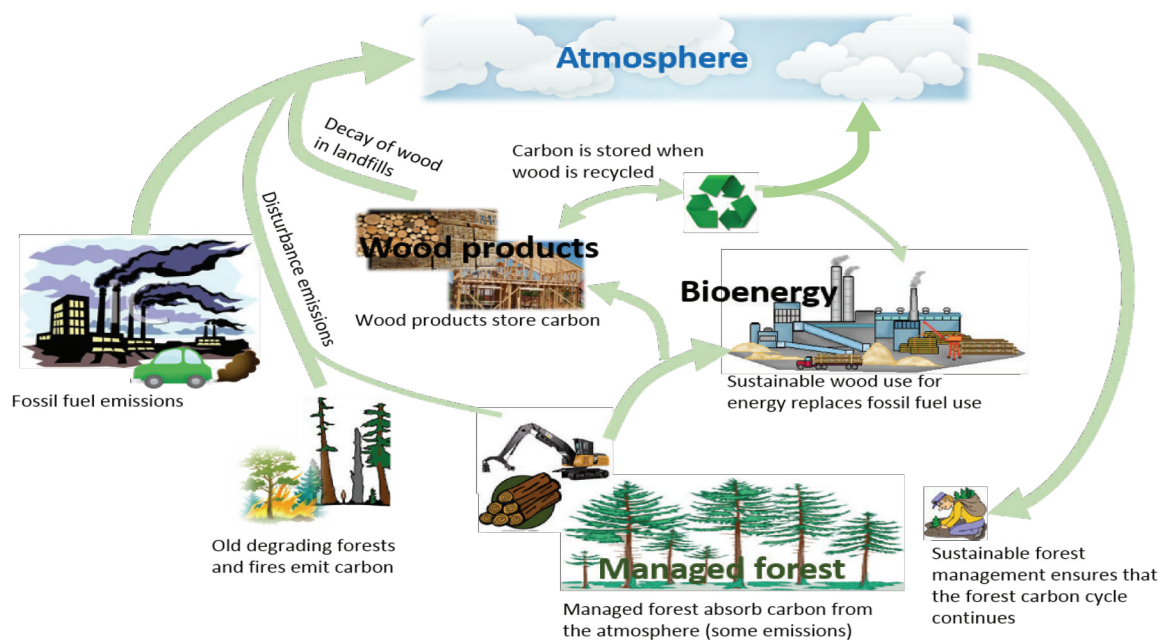 Atmosphere
Decay of wood
in landfills
Carbon is stored when
wood is recycled
Disturbance emissions
Wood products
Wood products store carbon
Bioenergy
Sustainable wood use for
energy replaces fossil fuel use
Fossil fuel emissions
Old degrading forests
and fires emit carbon
Managed forest
Managed forest absorb carbon from
the atmosphere (some emissions)
Sustainable forest
management ensures that
the forest carbon cycle
continues